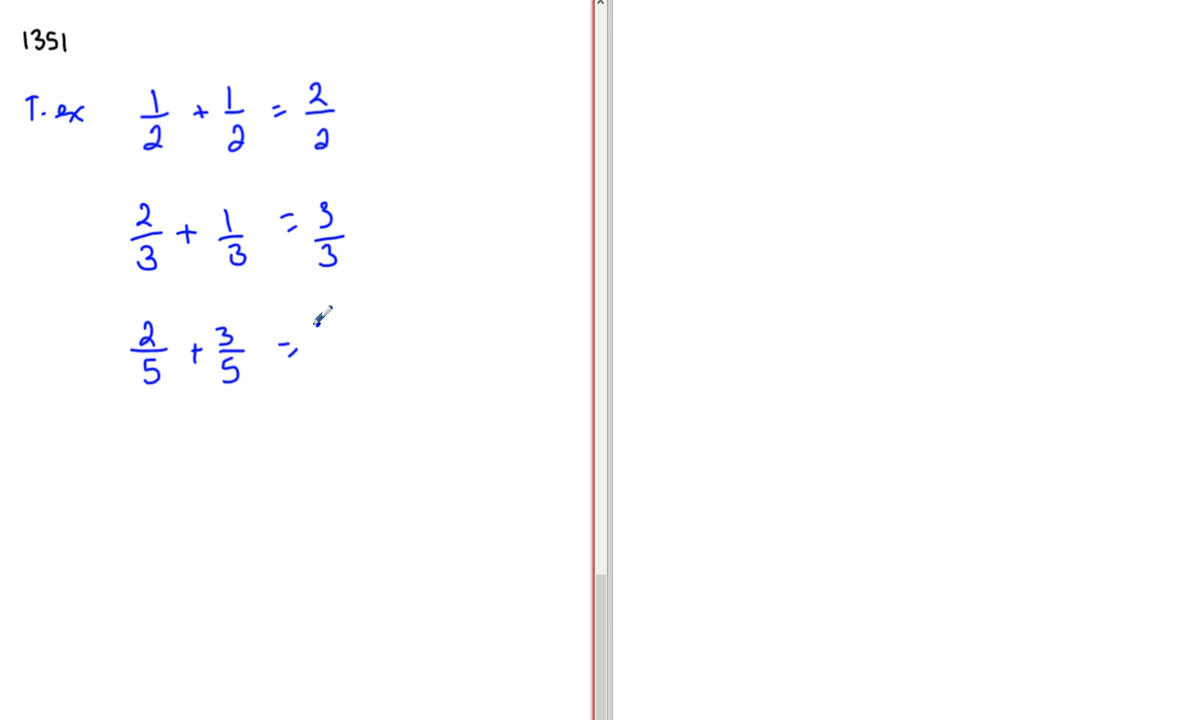 1351
T. ex 1/2 + 1/2 = 2/2
2/3 + 1/3 = 3/3
2/5 + 3/5 =